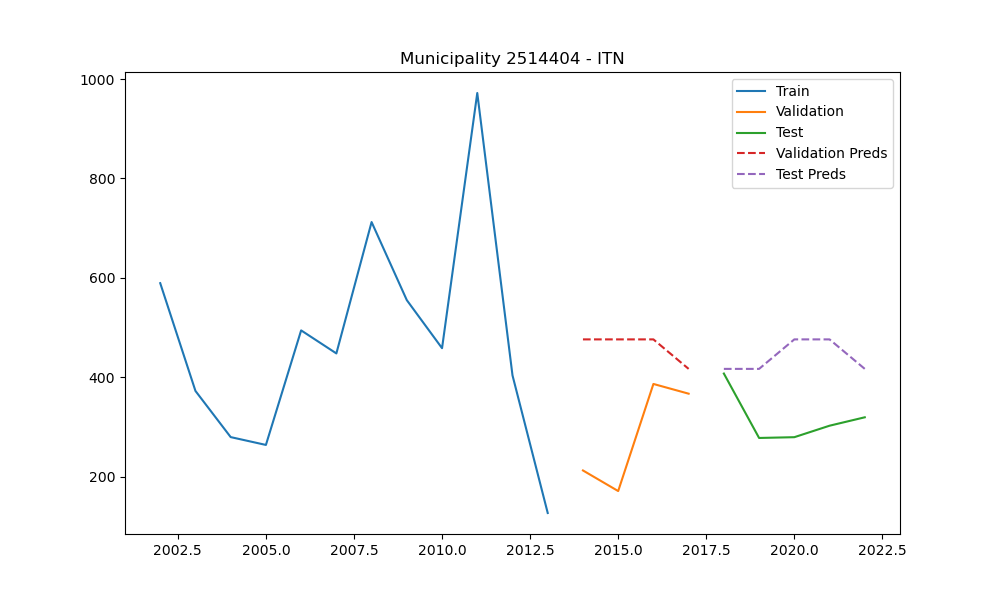 Municipality 2514404 - ITN
1000
800
600
400
200
Train
Validation
Test
Validation Preds
Test Preds
2002.5 2005.0 2007.5 2010.0 2012.5 2015.0 2017.5 2020.0 2022.5